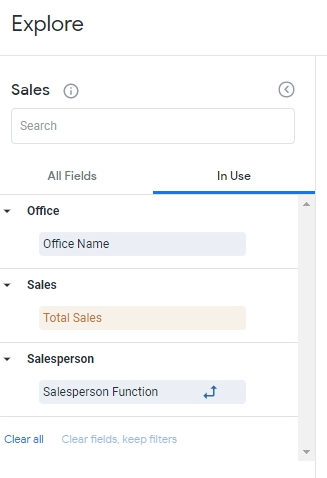 Explore
Sales
Search
All Fields In Use
Office
Office Name
Sales
Total Sales
Salesperson
Salesperson Function
Clear all Clear fields, keep filters